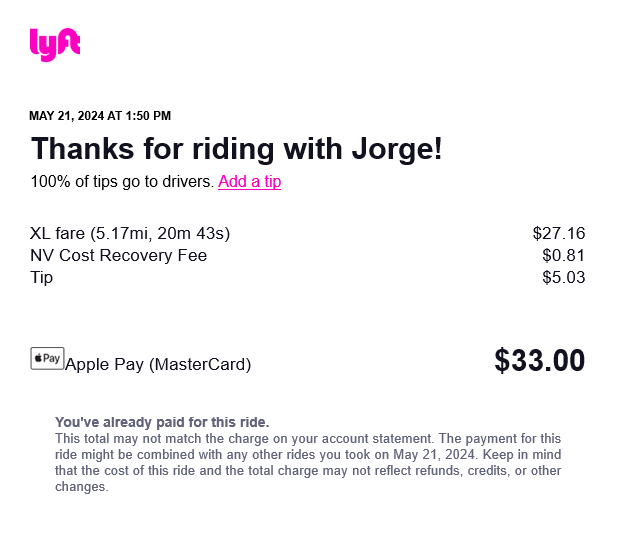 lyft
MAY 21, 2024 AT 1:50 PM
Thanks for riding with Jorge!
100% of tips go to drivers. Add a tip
XL fare (5.17mi, 20m 43s) $27.16
NV Cost Recovery Fee $0.81
Tip $5.03
Pay Apple Pay (MasterCard) $33.00
You've already paid for this ride.
This total may not match the charge on your account statement. The payment for this
ride might be combined with any other rides you took on May 21, 2024. Keep in mind
that the cost of this ride and the total charge may not reflect refunds, credits, or other
changes.